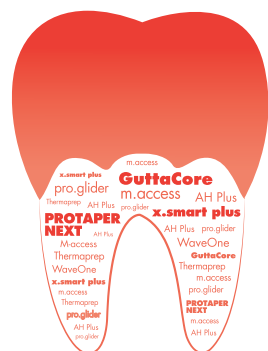 m.access
x.smart plus
GuttaCore
pro.glider
m.access
AH Plus
Thermaprep
AH Plus
pro.glider
x.smart plus
PROTAPER
NEXT
AH Plus
AH Plus
pro.glider
M-access
WaveOne
Thermaprep
GuttaCore
WaveOne
Thermaprep
x.smart plus
m.access
m.access
pro.glider
Thermaprep
PROTAPER
NEXT
pro.glider
m.access
AH Plus
AH Plus
pro.glider